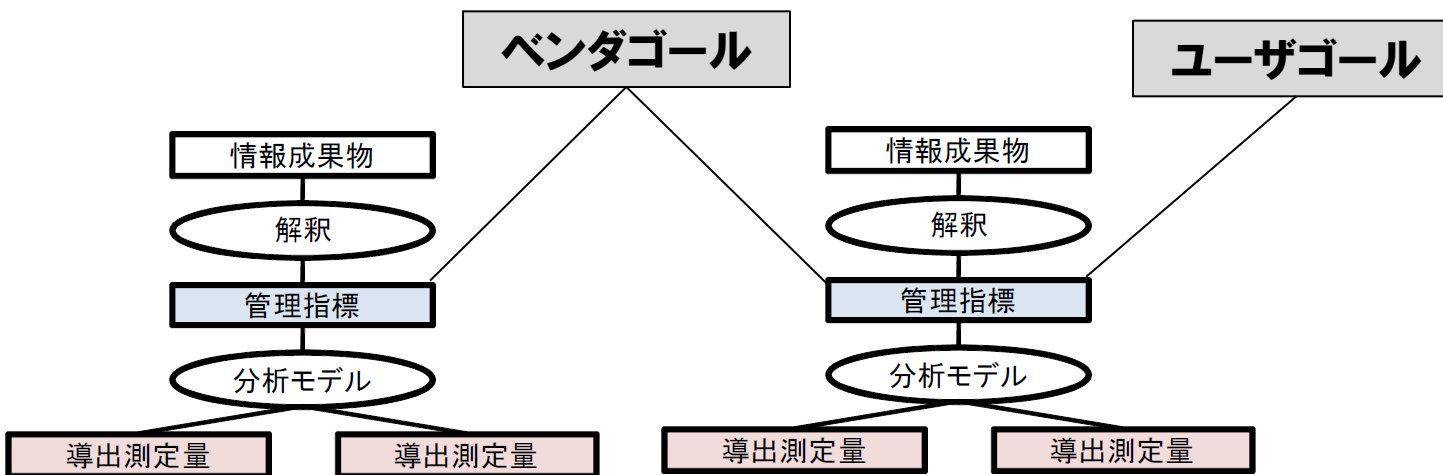 ベンダゴール
ユーザゴール
情報成果物
解釈
管理指標
分析モデル
導出測定量
導出測定量
情報成果物
解釈
管理指標
分析モデル
導出測定量
導出測定量